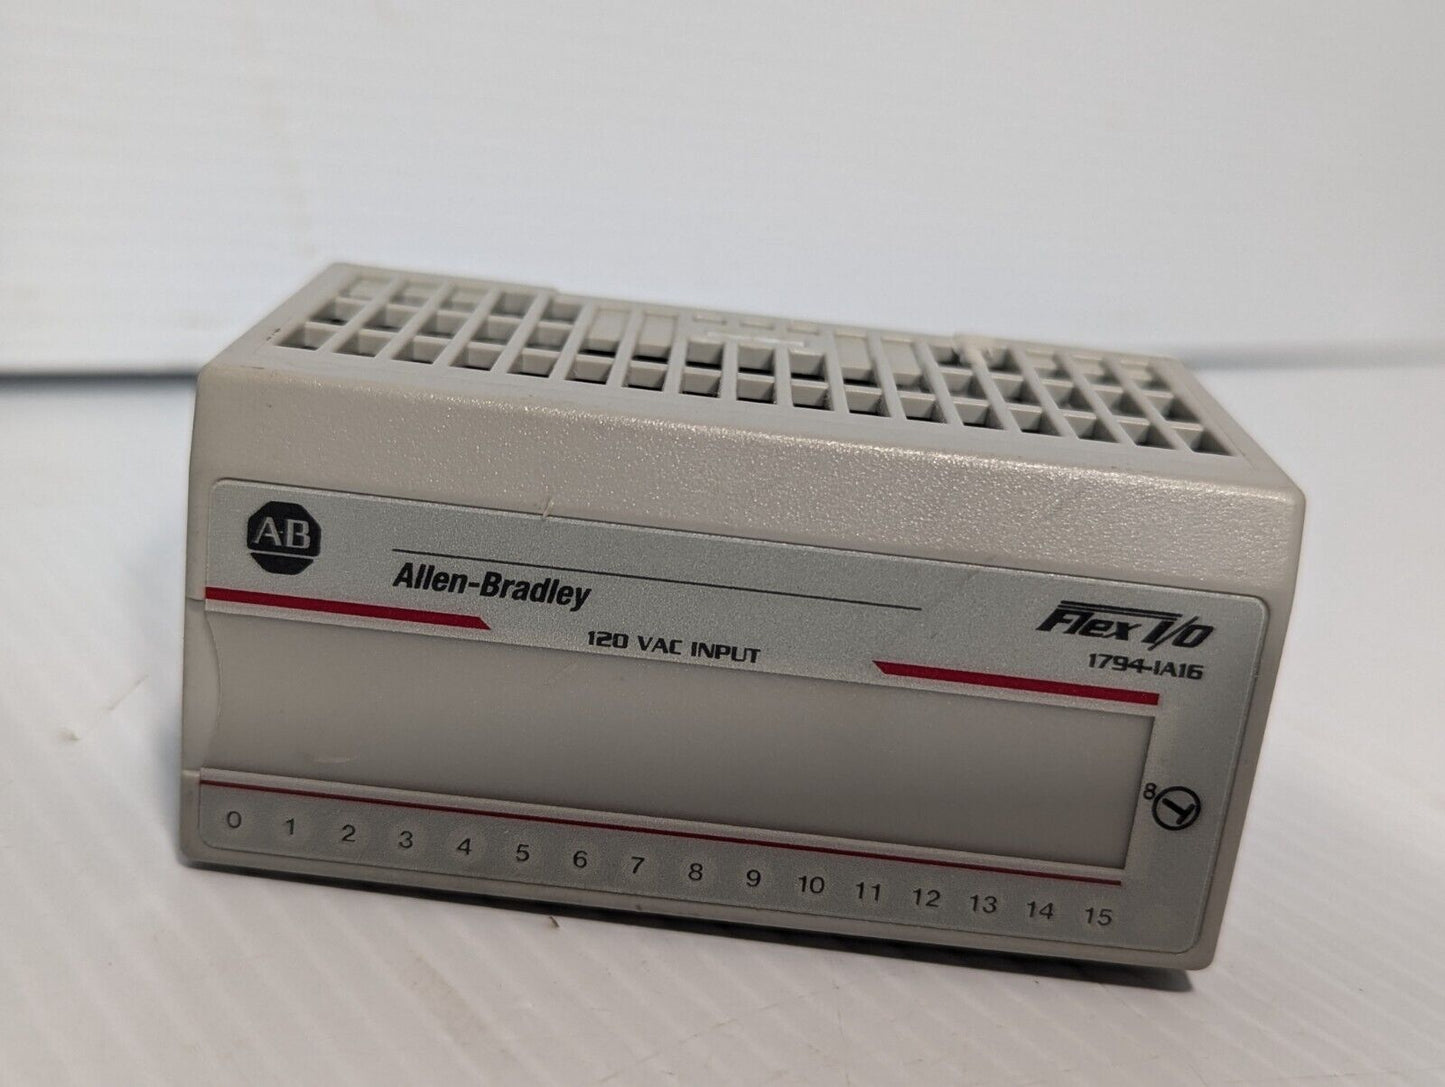 AB
Allen-Bradley
120 VAC INPUT
Flex I/O
1794-IA16
8
0 1 2 3 4 5 6 7 8 9 10 11 12 13 14 15